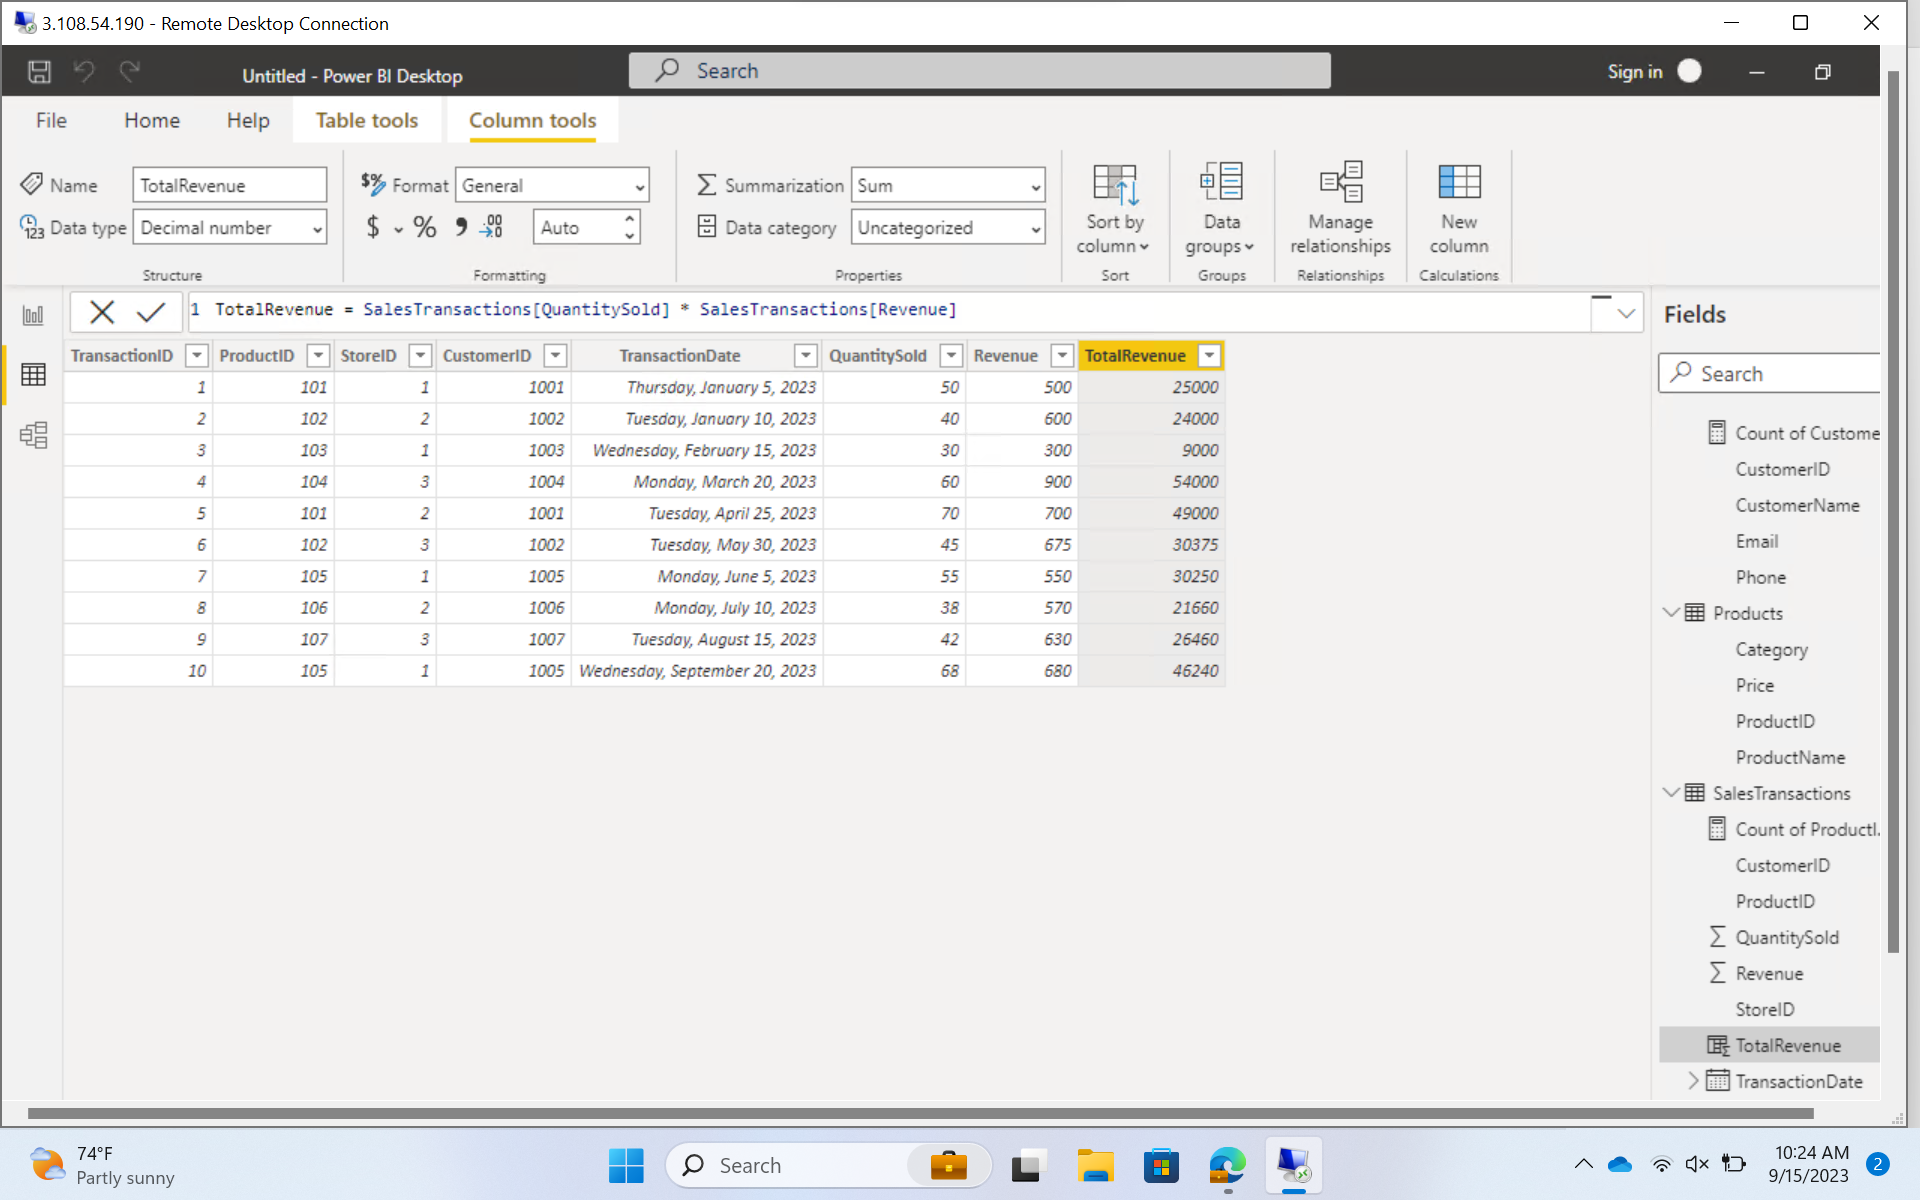 3.108.54.190 - Remote Desktop Connection
Untitled - Power BI Desktop
Search
Sign in
File Home Help Table tools Column tools
Name TotalRevenue
Data type Decimal number
Structure
Format General
$ % 9 .00 Auto
Formatting
Summarization Sum
Data category Uncategorized
Properties
Sort by
column
Sort
Data
groups
Groups
Manage
relationships
Relationships
New
column
Calculations
1 TotalRevenue = SalesTransactions[QuantitySold] * SalesTransactions[Revenue]
TransactionID ProductID StoreID CustomerID TransactionDate QuantitySold Revenue TotalRevenue
1 101 1 1001 Thursday, January 5, 2023 50 500 25000
2 102 2 1002 Tuesday, January 10, 2023 40 600 24000
3 103 1 1003 Wednesday, February 15, 2023 30 300 9000
4 104 3 1004 Monday, March 20, 2023 60 900 54000
5 101 2 1001 Tuesday, April 25, 2023 70 700 49000
6 102 3 1002 Tuesday, May 30, 2023 45 675 30375
7 105 1 1005 Monday, June 5, 2023 55 550 30250
8 106 2 1006 Monday, July 10, 2023 38 570 21660
9 107 3 1007 Tuesday, August 15, 2023 42 630 26460
10 105 1 1005 Wednesday, September 20, 2023 68 680 46240
Fields
Search
Count of Custome
CustomerID
CustomerName
Email
Phone
Products
Category
Price
ProductID
ProductName
SalesTransactions
Count of ProductI.
CustomerID
ProductID
QuantitySold
Revenue
StoreID
TotalRevenue
TransactionDate
74°F
Partly sunny
Search
10:24 AM
9/15/2023
2